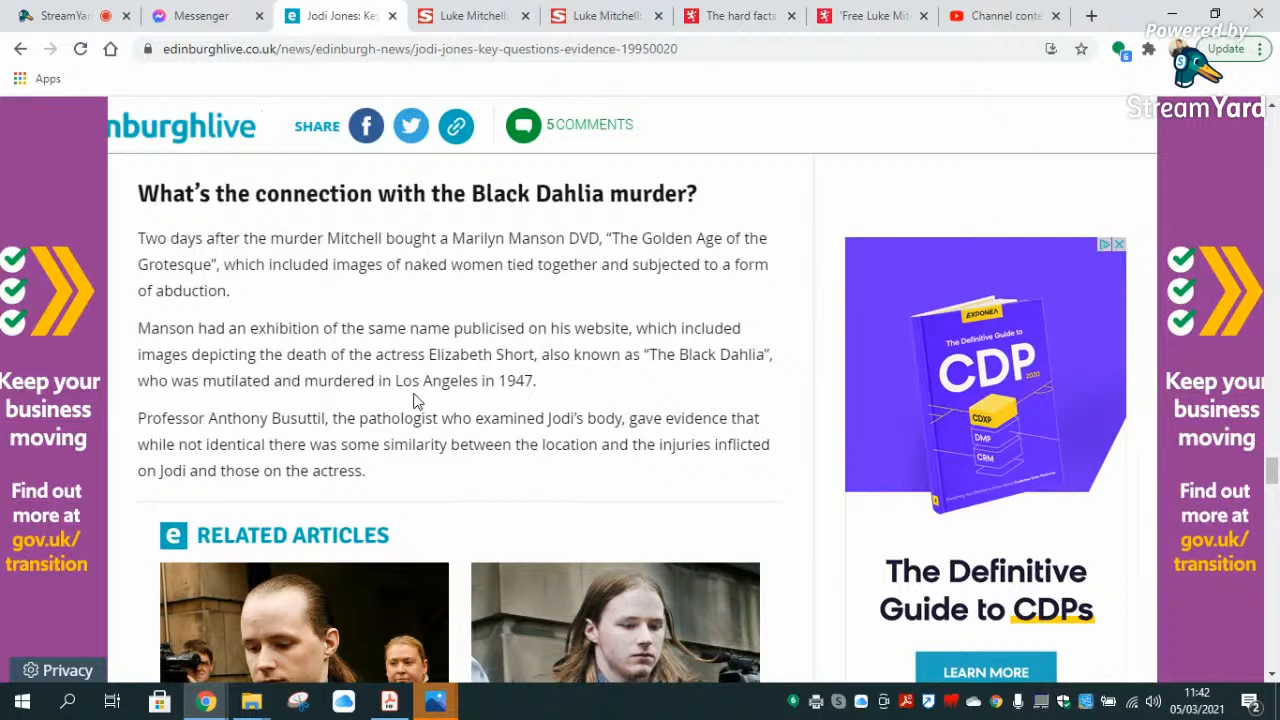 StreamYar
Messenger
Jodi Jones: Key
Luke Mitchell
Luke Mitchell:
The hard facts
'Free Luke Mit
Channel conte
Powered by
edinburghlive.co.uk/news/edinburgh-news/jodi-jones-key-questions-evidence-19950020
6
S
Update
StreamYard
Apps
nburghlive
SHARE
5 COMMENTS
What's the connection with the Black Dahlia murder?
Two days after the murder Mitchell bought a Marilyn Manson DVD, “The Golden Age of the
Grotesque”, which included images of naked women tied together and subjected to a form
of abduction.
Manson had an exhibition of the same name publicised on his website, which included
images depicting the death of the actress Elizabeth Short, also known as “The Black Dahlia”,
who was mutilated and murdered in Los Angeles in 1947.
Professor Anthony Busuttil, the pathologist who examined Jodi's body, gave evidence that
while not identical there was some similarity between the location and the injuries inflicted
on Jodi and those on the actress.
e RELATED ARTICLES
Keep your
business
moving
Find out
more at
gov.uk/
transition
EXPONEA
The Definitive
Guide to
CDP
2020
CDXP
DMP
CRM
The Definitive
Guide to CDPs
LEARN MORE
Keep your
business
moving
Find out
more at
gov.uk/
transition
Privacy
11:42
05/03/2021
2